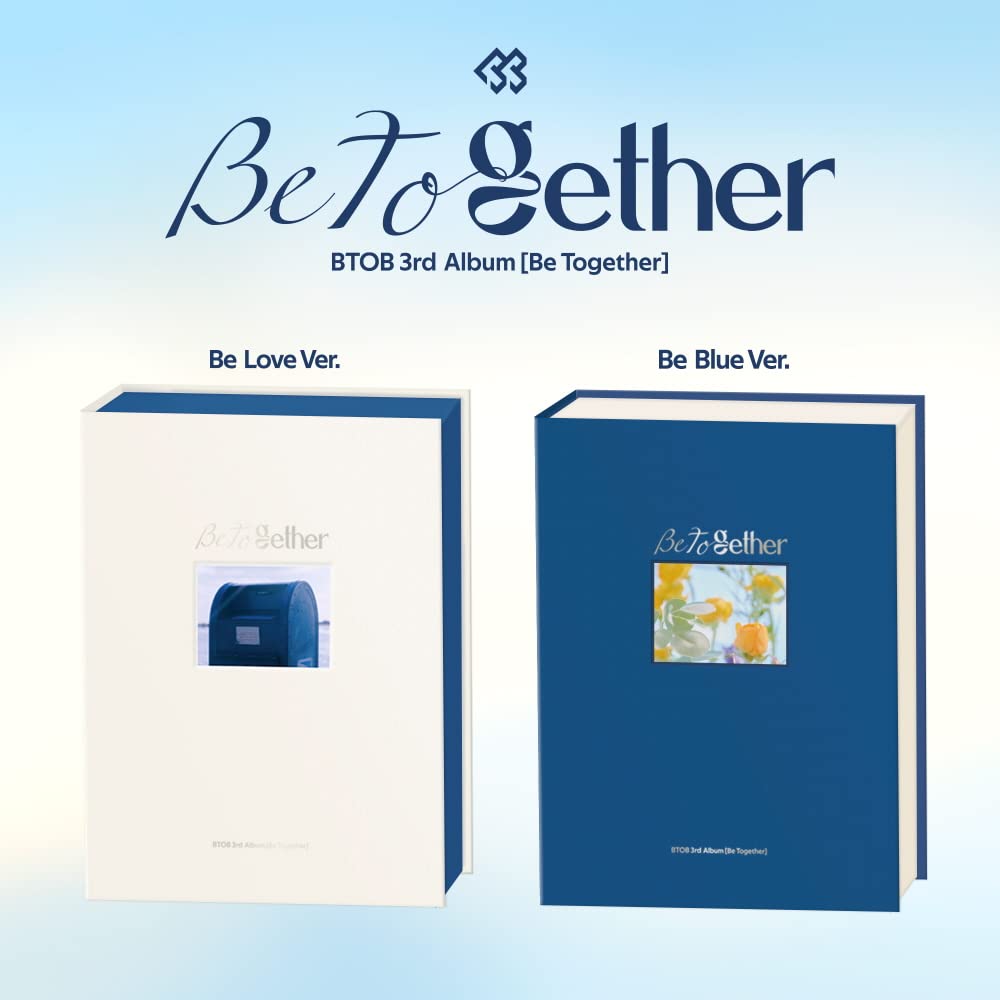 Be Together
BTOB 3rd Album [Be Together]
Be Love Ver.
Be Blue Ver.
Be Together
Be Together
BTOB 3rd Album [Be Together]
BTOB 3rd Album [Be Together]